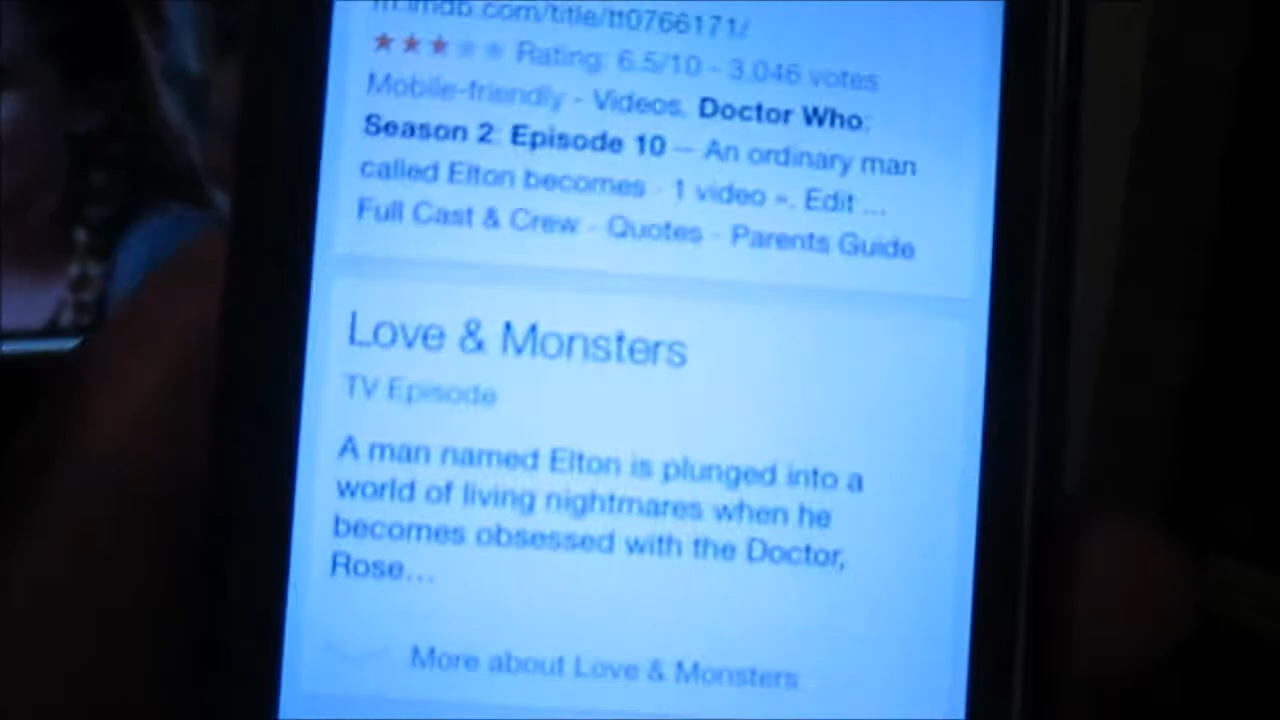 m.imdb.com/title/tt0766171/
Rating: 6.5/10 - 3,046 votes
Mobile-friendly - Videos. Doctor Who:
Season 2: Episode 10 — An ordinary man
called Elton becomes · 1 video ». Edit ...
Full Cast & Crew - Quotes - Parents Guide
Love & Monsters
TV Episode
A man named Elton is plunged into a
world of living nightmares when he
becomes obsessed with the Doctor,
Rose...
More about Love & Monsters